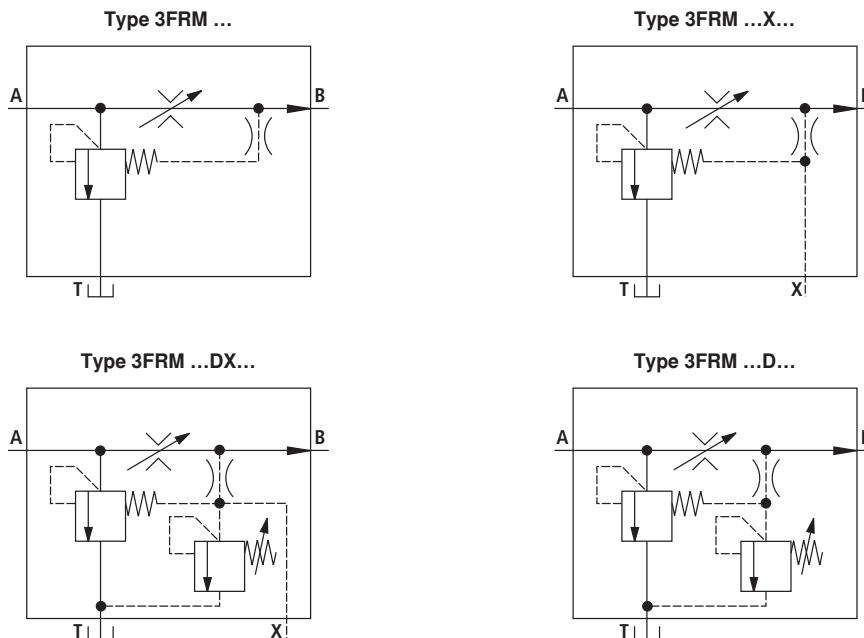 Type 3FRM ...
Type 3FRM ...X...
A
B
A
T
T
X
Type 3FRM ...DX...
Type 3FRM ...D...
A
B
A
T
X
T